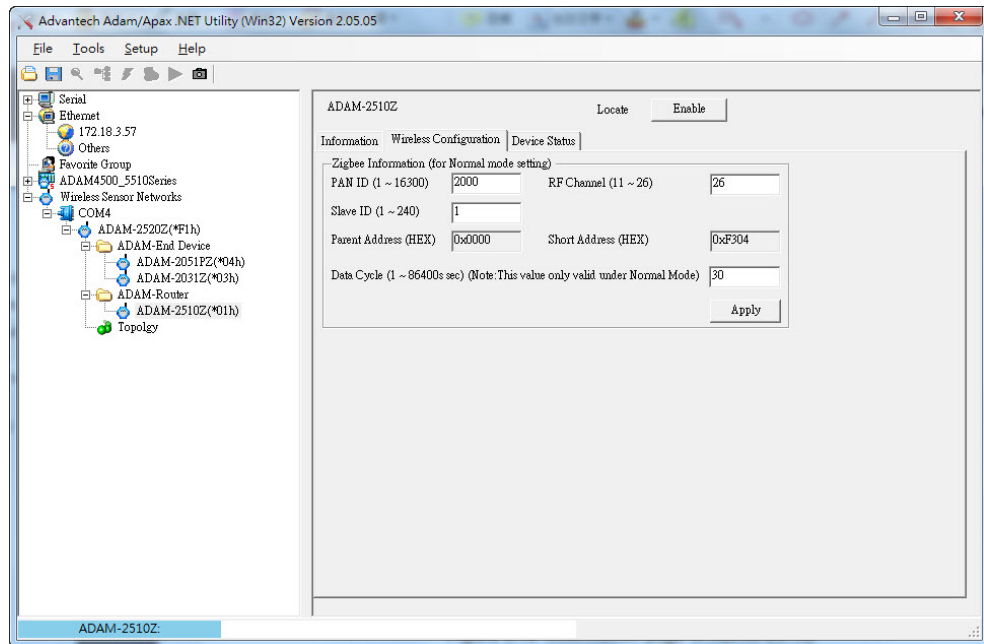 Advantech Adam/Apax .NET Utility (Win32) Version 2.05.05
File Tools Setup Help
Serial
Ethernet
172.18.3.57
Others
Favorite Group
ADAM4500_5510Series
Wireless Sensor Networks
COM4
ADAM-2520Z(*F1h)
ADAM-End Device
ADAM-2051PZ(*04h)
ADAM-2031Z(*03h)
ADAM-Router
ADAM-2510Z(*01h)
Topolgy
ADAM-2510Z Locate Enable
Information Wireless Configuration Device Status
Zigbee Information (for Normal mode setting)
PAN ID (1 ~ 16300) 2000 RF Channel (11 ~ 26) 26
Slave ID (1 ~ 240) 1
Parent Address (HEX) 0x0000 Short Address (HEX) 0xF304
Data Cycle (1 ~ 86400s sec) (Note:This value only valid under Normal Mode) 30
Apply
ADAM-2510Z: